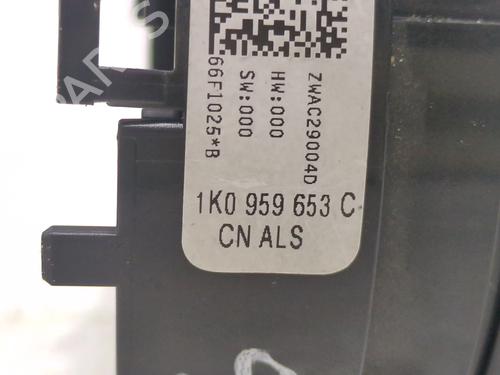 ZWAC29004D
HW:000
SW:000
66F1025*B
1K0 959 653 C
CN ALS